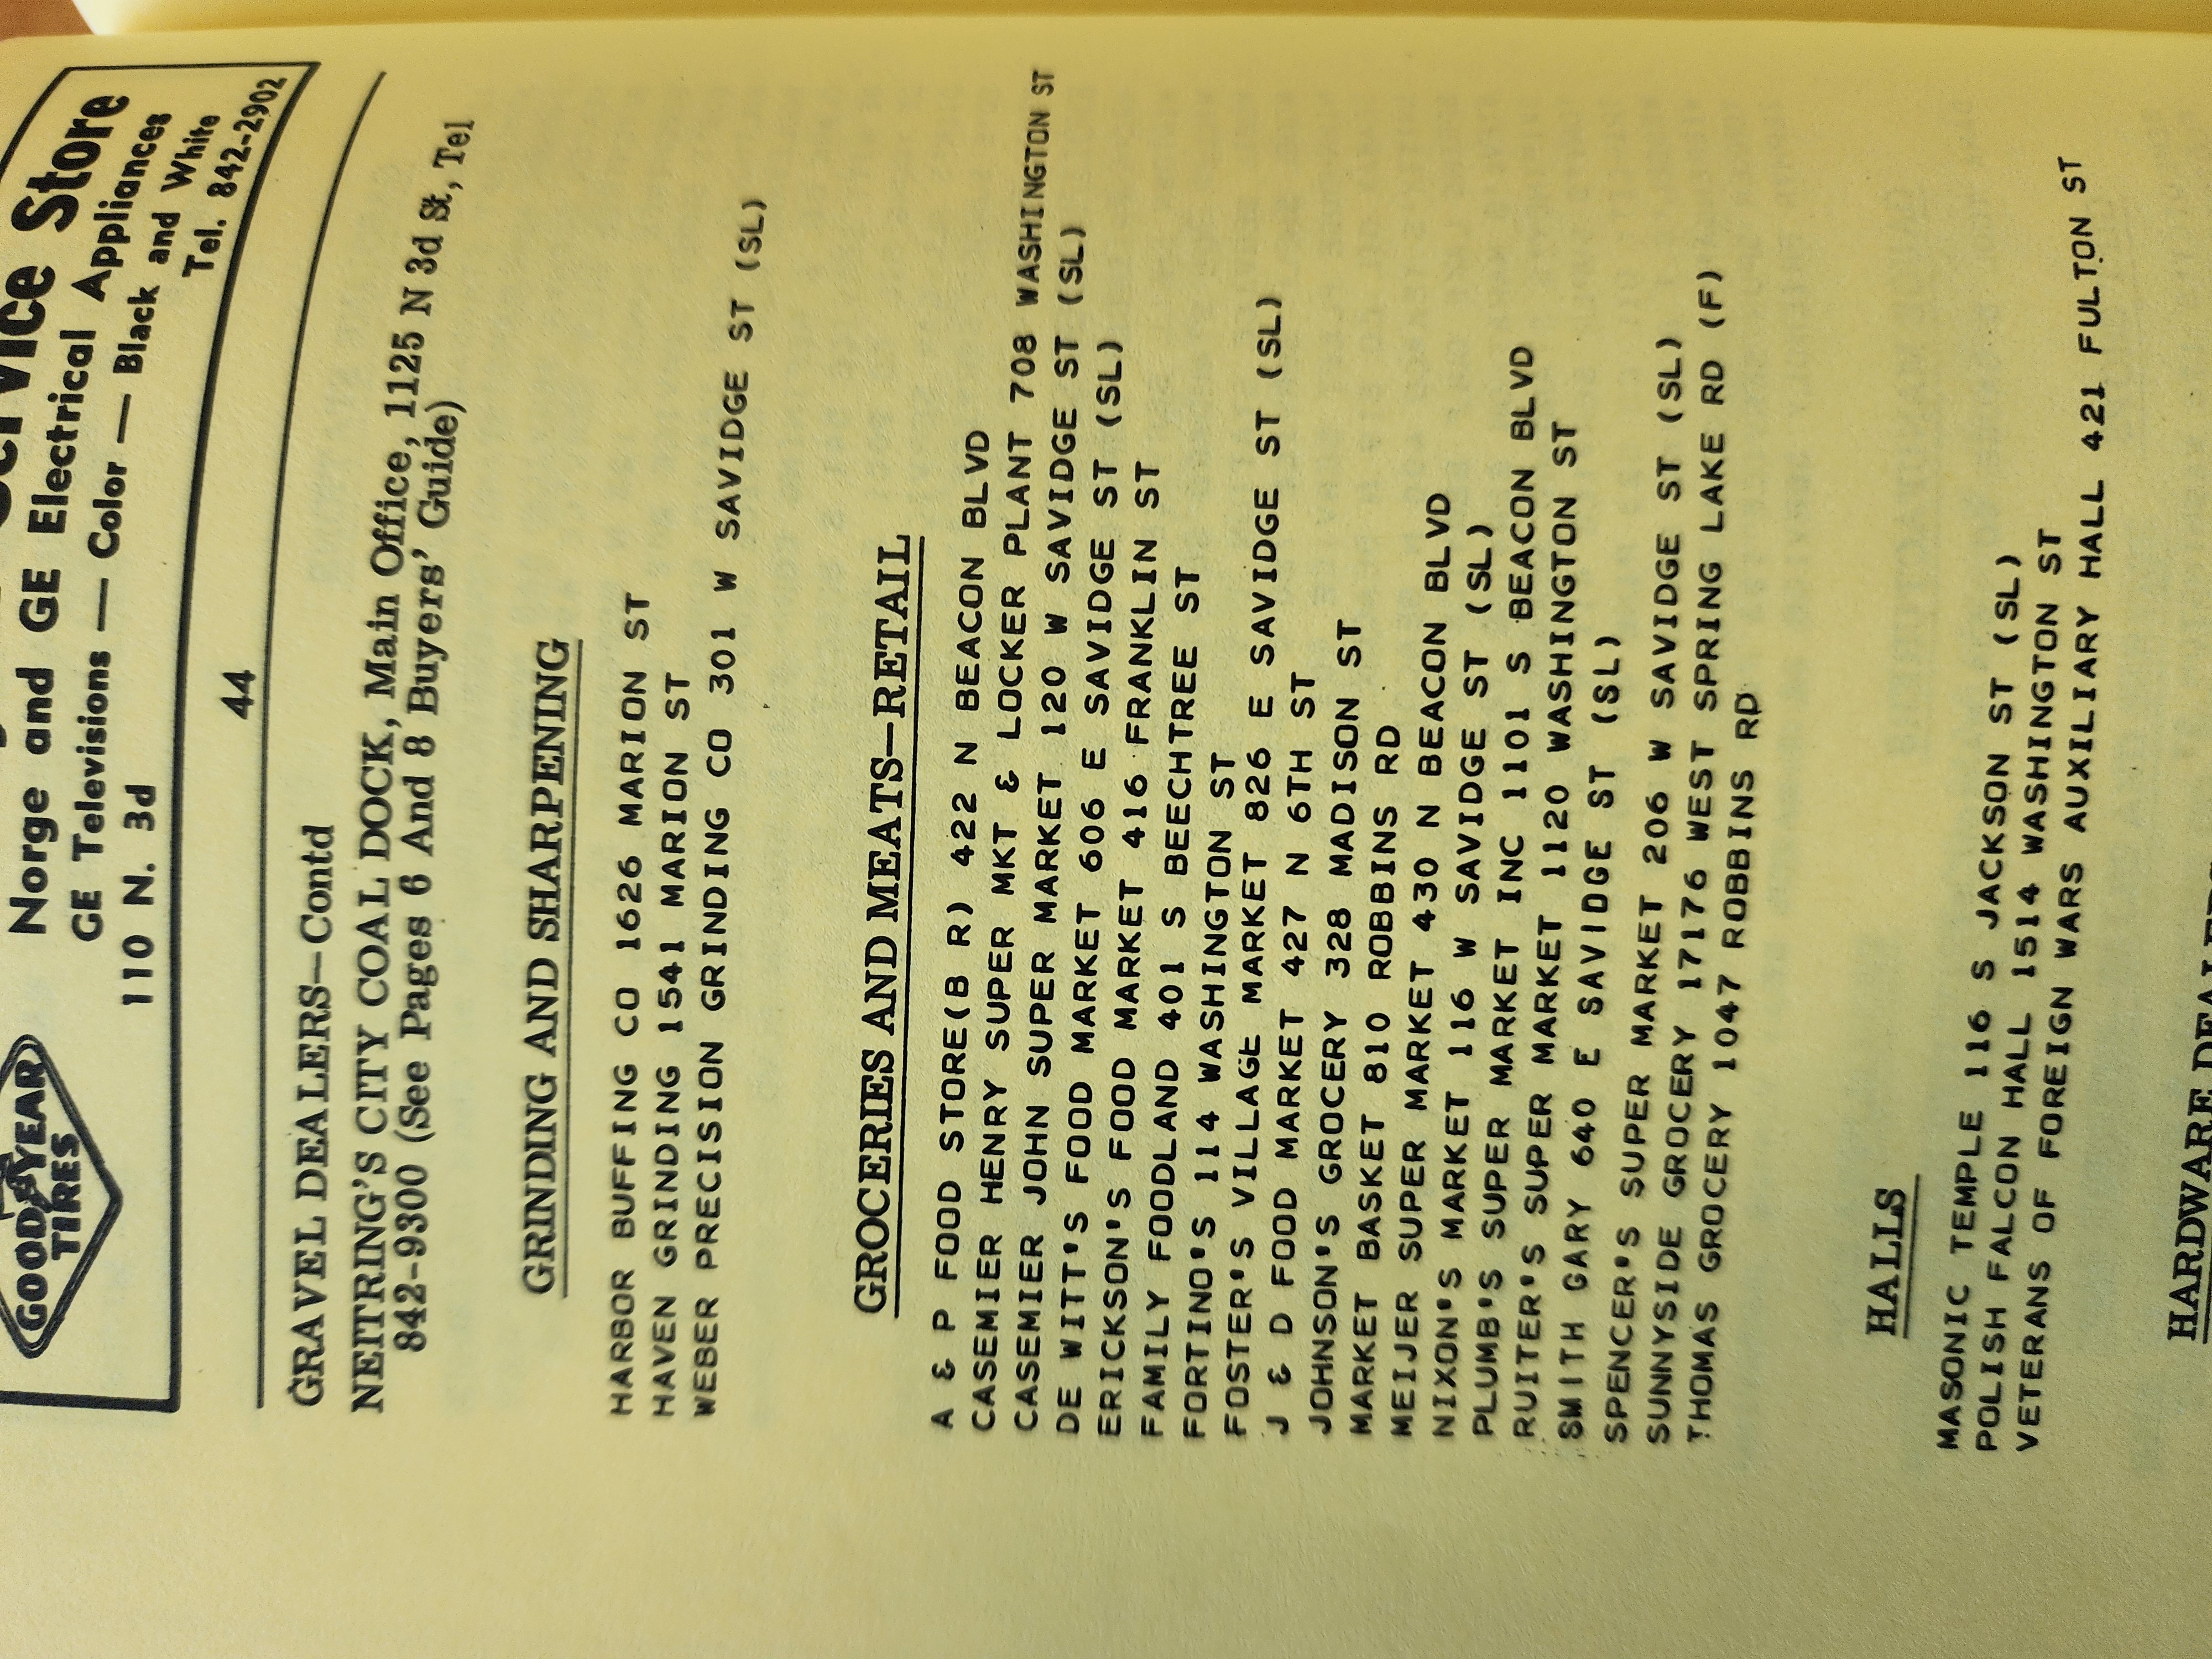 GOODYEAR
TIRES
Service Store
Norge and GE Electrical Appliances
GE Televisions — Color — Black and White
110 N. 3d Tel. 842-2902
44
GRAVEL DEALERS—Contd
NEITRING'S CITY COAL DOCK, Main Office, 1125 N 3d St, Tel
842-9300 (See Pages 6 And 8 Buyers' Guide)
GRINDING AND SHARPENING
HARBOR BUFFING CO 1626 MARION ST
HAVEN GRINDING 1541 MARION ST
WEBER PRECISION GRINDING CO 301 W SAVIDGE ST (SL)
GROCERIES AND MEATS—RETAIL
A & P FOOD STORE(B R) 422 N BEACON BLVD
CASEMIER HENRY SUPER MKT & LOCKER PLANT 708 WASHINGTON ST
CASEMIER JOHN SUPER MARKET 120 W SAVIDGE ST (SL)
DE WITT'S FOOD MARKET 606 E SAVIDGE ST (SL)
ERICKSON'S FOOD MARKET 416 FRANKLIN ST
FAMILY FOODLAND 401 S BEECHTREE ST
FORTINO'S 114 WASHINGTON ST
FOSTER'S VILLAGE MARKET 826 E SAVIDGE ST (SL)
J & D FOOD MARKET 427 N 6TH ST
JOHNSON'S GROCERY 328 MADISON ST
MARKET BASKET 810 ROBBINS RD
MEIJER SUPER MARKET 430 N BEACON BLVD
NIXON'S MARKET 116 W SAVIDGE ST (SL)
PLUMB'S SUPER MARKET INC 1101 S BEACON BLVD
RUITER'S SUPER MARKET 1120 WASHINGTON ST
SMITH GARY 640 E SAVIDGE ST (SL)
SPENCER'S SUPER MARKET 206 W SAVIDGE ST (SL)
SUNNYSIDE GROCERY 17176 WEST SPRING LAKE RD (F)
THOMAS GROCERY 1047 ROBBINS RD
HALLS
MASONIC TEMPLE 116 S JACKSON ST (SL)
POLISH FALCON HALL 1514 WASHINGTON ST
VETERANS OF FOREIGN WARS AUXILIARY HALL 421 FULTON ST
HARDWARE DEALERS